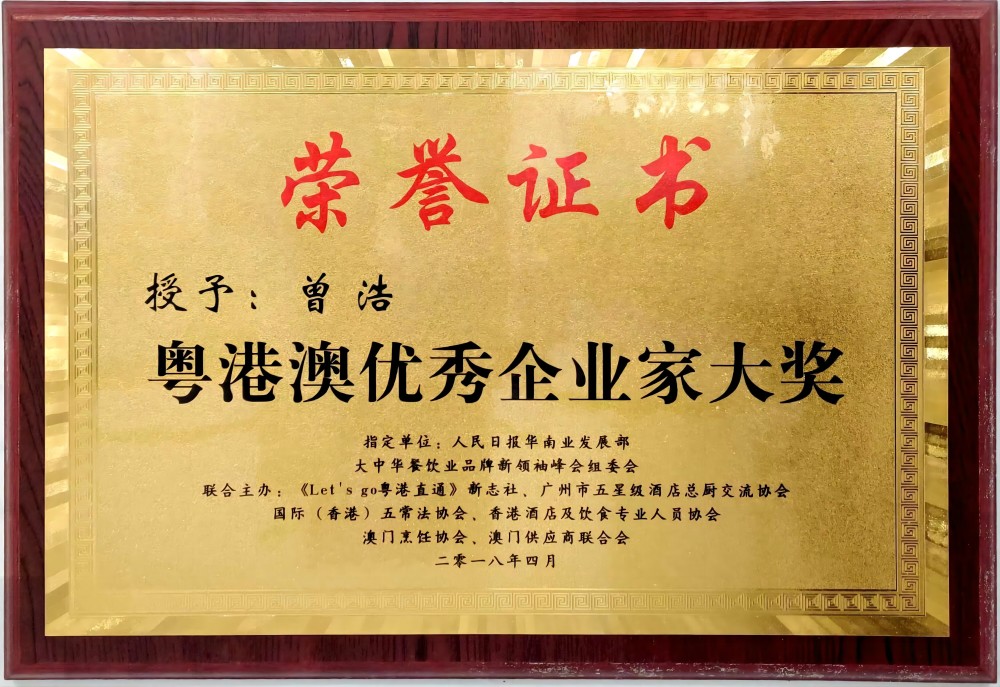 荣誉证书
授予：曾浩
粤港澳优秀企业家大奖
指定单位：人民日报华南业发展部
大中华餐饮业品牌新领袖峰会组委会
联合主办：《Let's go粤港直通》新志社、广州市五星级酒店总厨交流协会
国际（香港）五常法协会、香港酒店及饮食专业人员协会
澳门烹饪协会、澳门供应商联合会
二零一八年四月